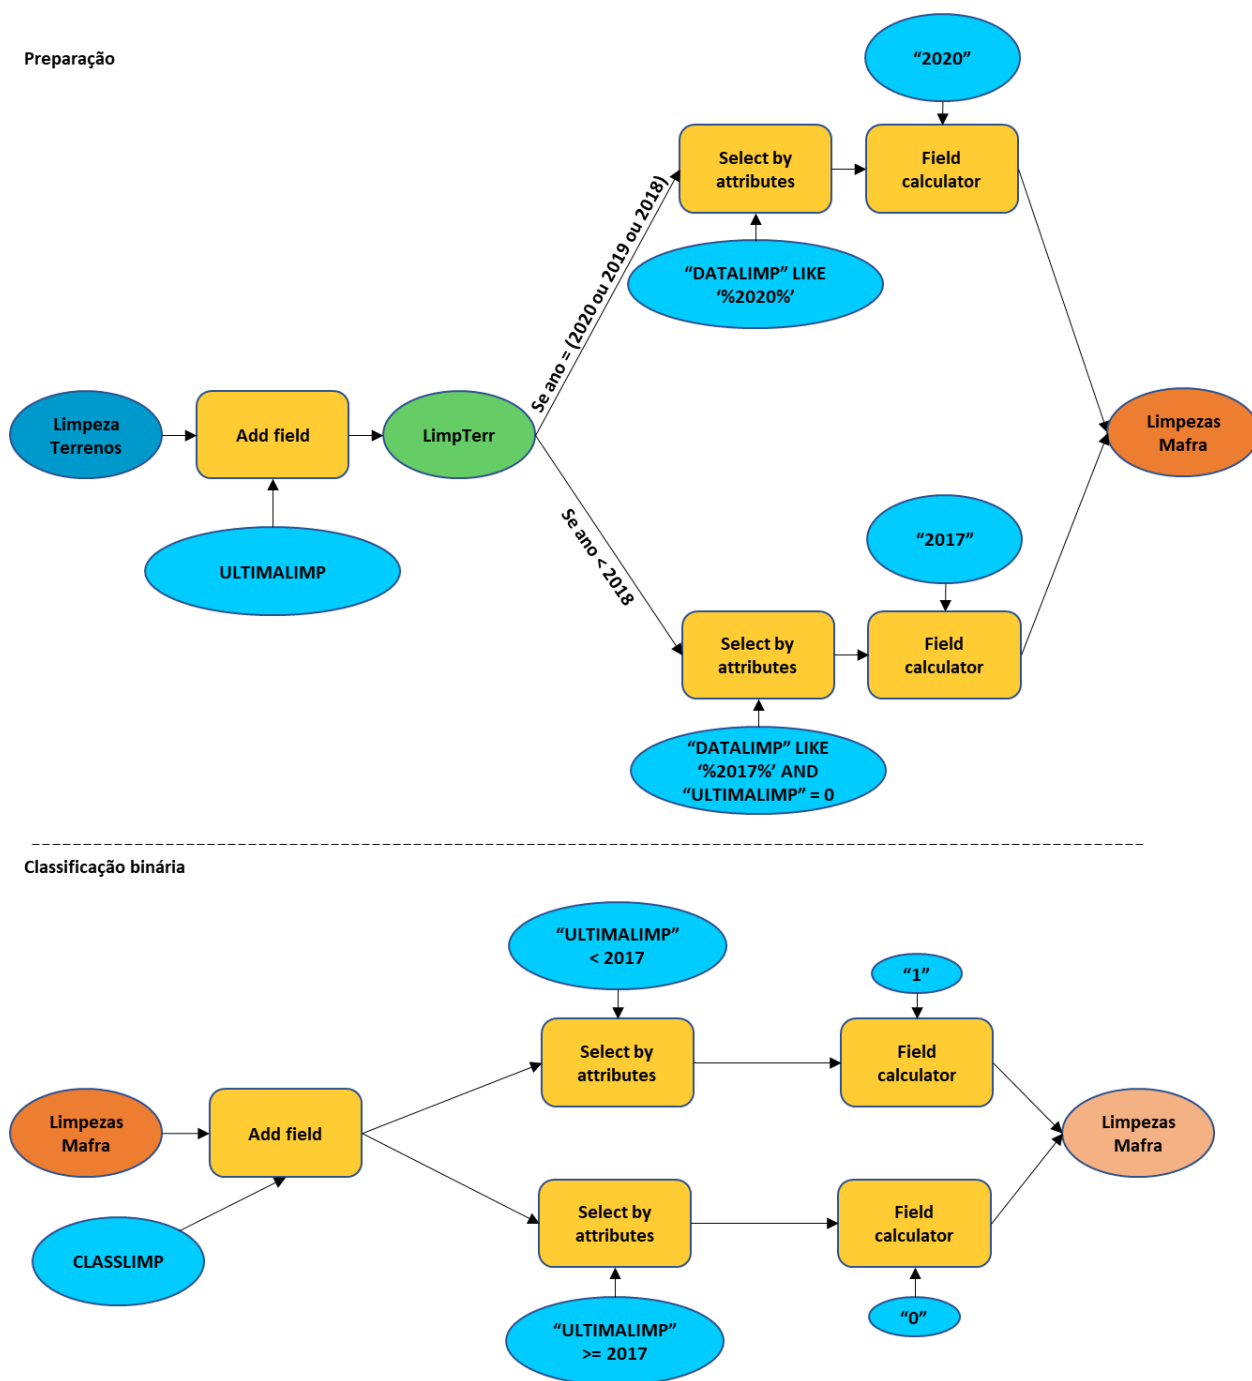 Preparação
“2020”
Select by
attributes
Field
calculator
Se ano = (2020 ou 2019 ou 2018)
“DATALIMP” LIKE
‘%2020%’
Limpeza
Terrenos
Add field
LimpTerr
Limpezas
Mafra
ULTIMALIMP
Se ano < 2018
“2017”
Select by
attributes
Field
calculator
“DATALIMP” LIKE
‘%2017%’ AND
“ULTIMALIMP” = 0
Classificação binária
“ULTIMALIMP”
< 2017
“1”
Select by
attributes
Field
calculator
Limpezas
Mafra
Add field
Limpezas
Mafra
CLASSLIMP
Select by
attributes
Field
calculator
“ULTIMALIMP”
>= 2017
“0”